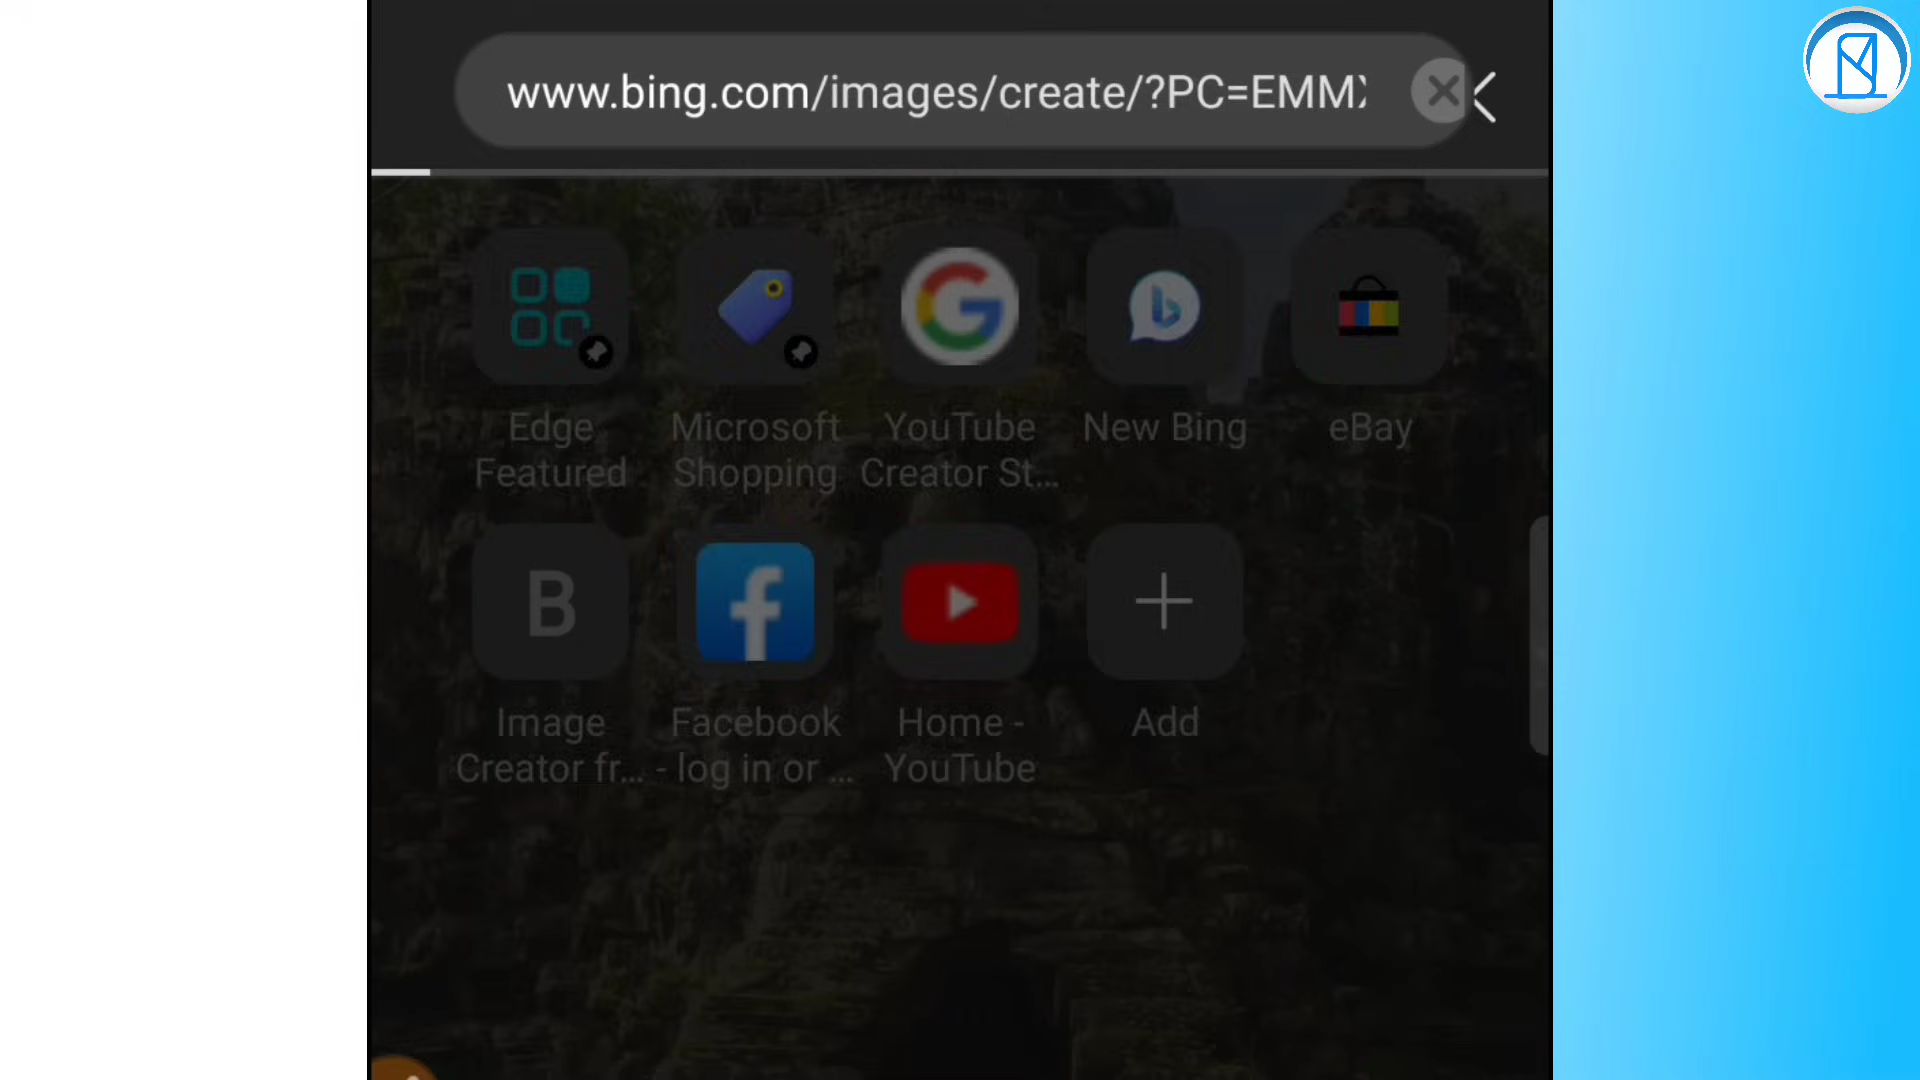 www.bing.com/images/create/?PC=EMMX
Edge Featured
Microsoft Shopping
YouTube Creator St...
New Bing
eBay
B
Image Creator fr...
Facebook - log in or ...
Home - YouTube
Add